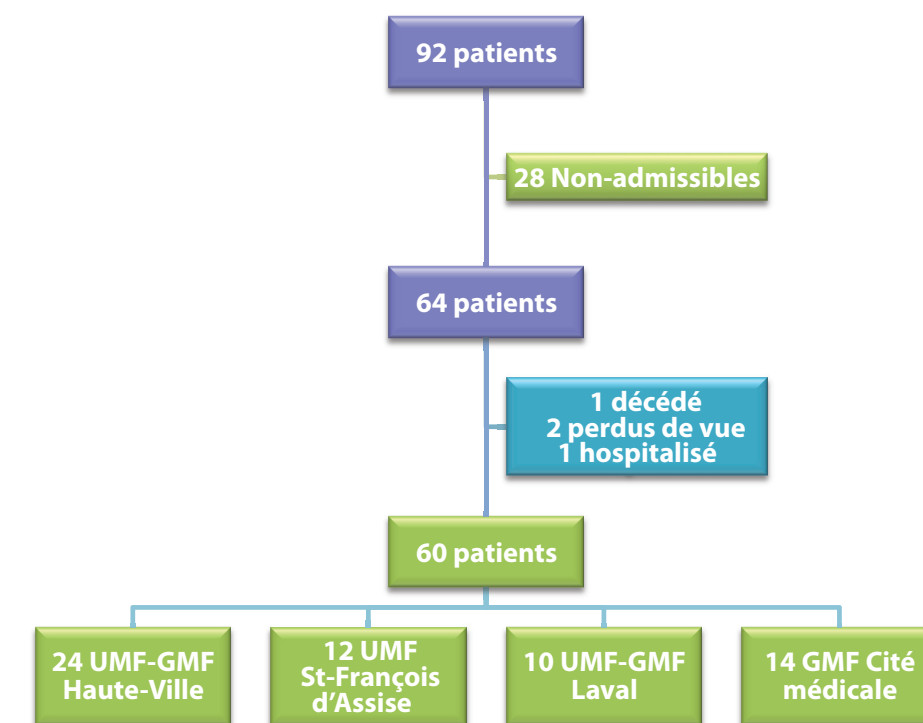 92 patients
28 Non-admissibles
64 patients
1 décédé
2 perdus de vue
1 hospitalisé
60 patients
24 UMF-GMF
Haute-Ville
12 UMF
St-François
d'Assise
10 UMF-GMF
Laval
14 GMF Cité
médicale